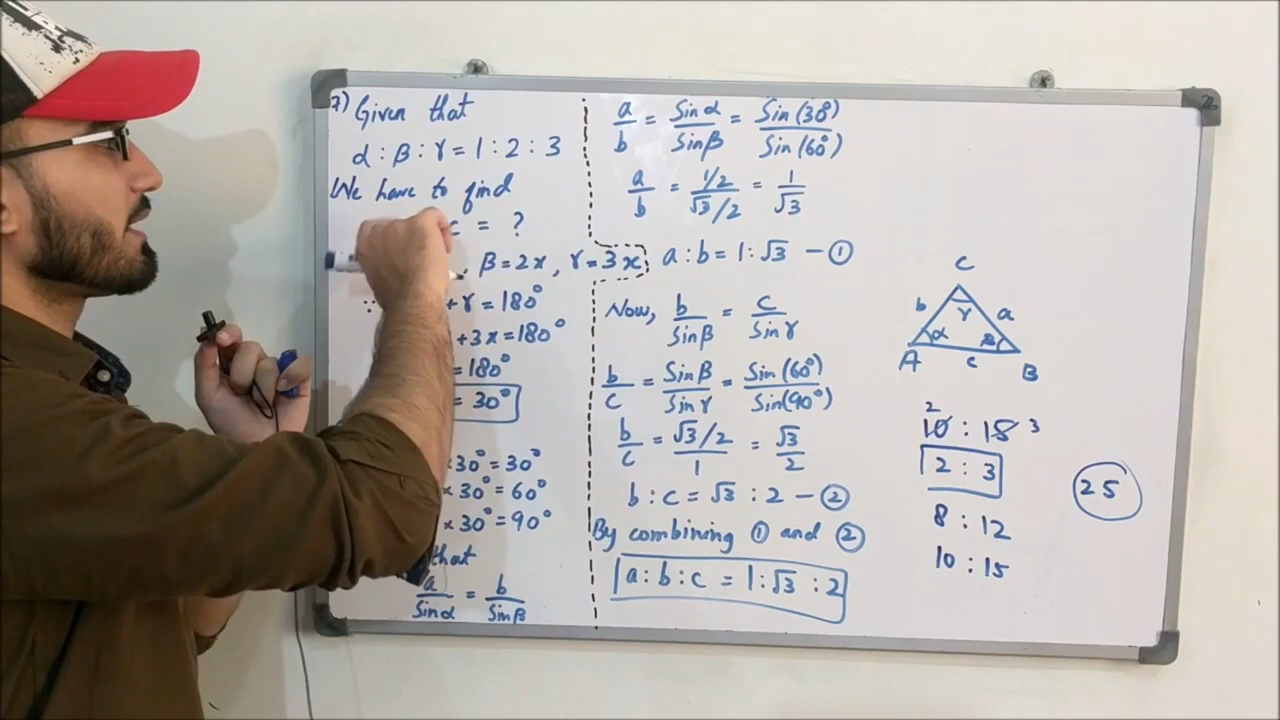 7) Given that
α : β : γ = 1 : 2 : 3
We have to find
c = ?
, β = 2x , γ = 3x
+ γ = 180°
+ 3x = 180°
= 180°
= 30°
×30° = 30°
×30° = 60°
×30° = 90°
that
a/Sinα = b/Sinβ
a/b = Sinα/Sinβ = Sin(30°)/Sin(60°)
a/b = 1/2/√3/2 = 1/√3
a : b = 1 : √3 — ①
Now, b/Sinβ = c/Sinγ
b/c = Sinβ/Sinγ = Sin(60°)/Sin(90°)
b/c = √3/2/1 = √3/2
b : c = √3 : 2 — ②
By combining ① and ②
a : b : c = 1 : √3 : 2
C
b γ a
A α c B
2
10 : 15 3
2 : 3
8 : 12
10 : 15
25